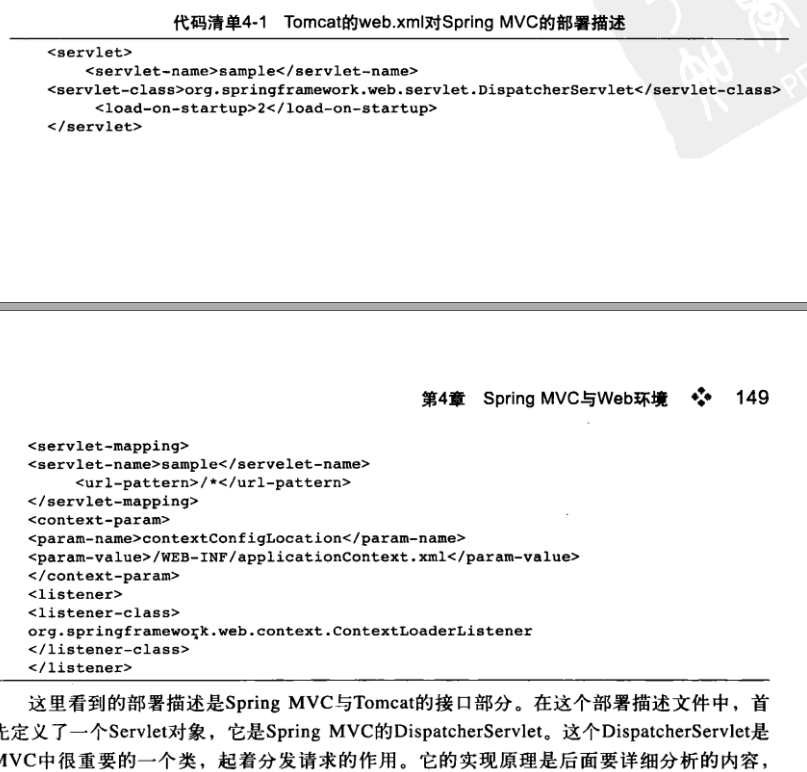 代码清单4-1 Tomcat的web.xml对Spring MVC的部署描述
<servlet>
<servlet-name>sample</servlet-name>
<servlet-class>org.springframework.web.servlet.DispatcherServlet</servlet-class>
<load-on-startup>2</load-on-startup>
</servlet>
第4章 Spring MVC与Web环境 ❖ 149
<servlet-mapping>
<servlet-name>sample</servelet-name>
<url-pattern>/*</url-pattern>
</servlet-mapping>
<context-param>
<param-name>contextConfigLocation</param-name>
<param-value>/WEB-INF/applicationContext.xml</param-value>
</context-param>
<listener>
<listener-class>
org.springframework.web.context.ContextLoaderListener
</listener-class>
</listener>
这里看到的部署描述是Spring MVC与Tomcat的接口部分。在这个部署描述文件中，首
先定义了一个Servlet对象，它是Spring MVC的DispatcherServlet。这个DispatcherServlet是
MVC中很重要的一个类，起着分发请求的作用。它的实现原理是后面要详细分析的内容，